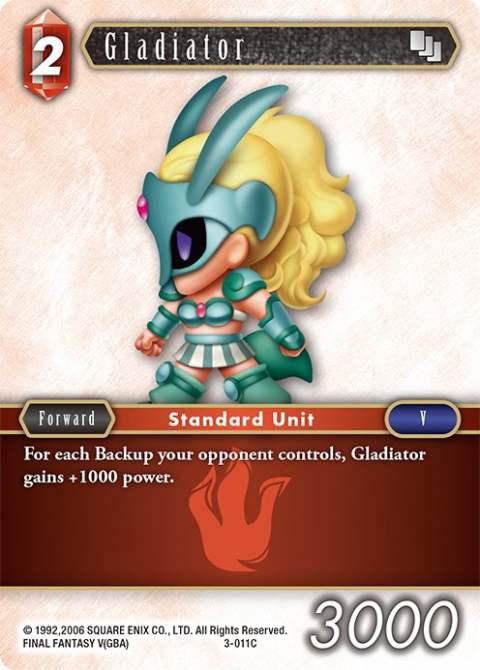 2
Gladiator
Forward
Standard Unit
V
For each Backup your opponent controls, Gladiator
gains +1000 power.
© 1992,2006 SQUARE ENIX CO., LTD. All Rights Reserved.
FINAL FANTASY V(GBA)
3-011C
3000